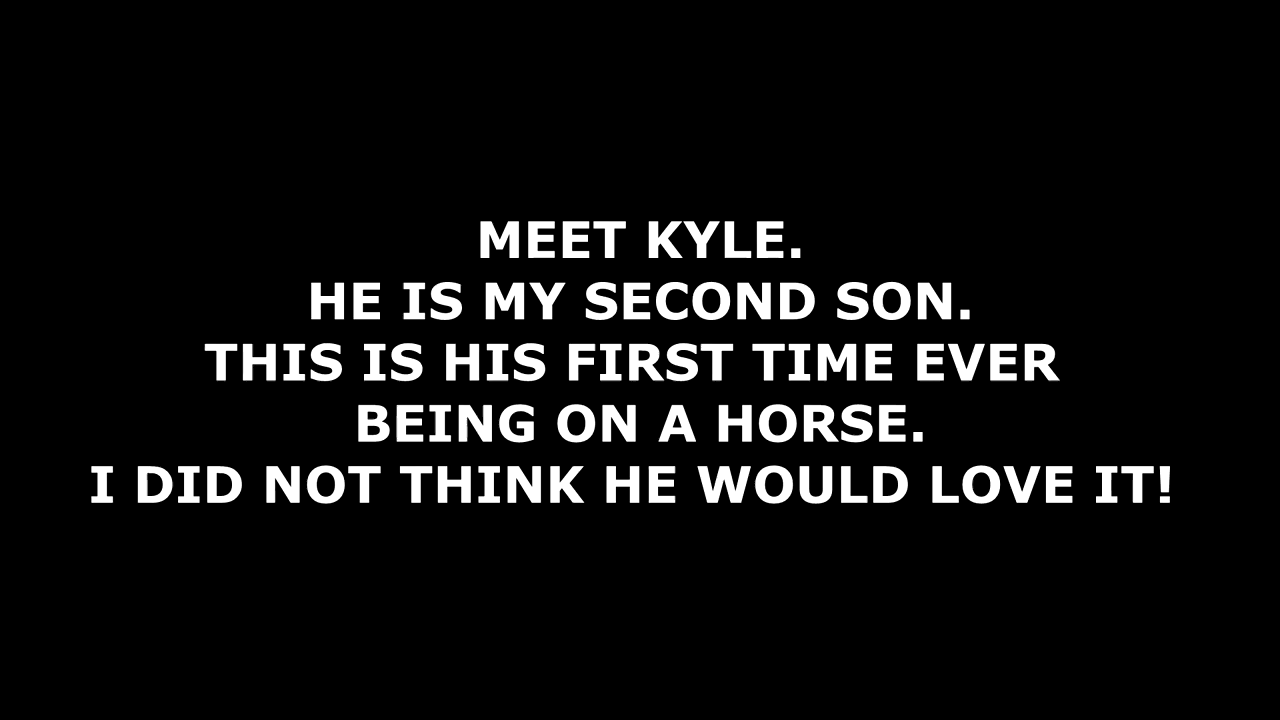 MEET KYLE.
HE IS MY SECOND SON.
THIS IS HIS FIRST TIME EVER
BEING ON A HORSE.
I DID NOT THINK HE WOULD LOVE IT!